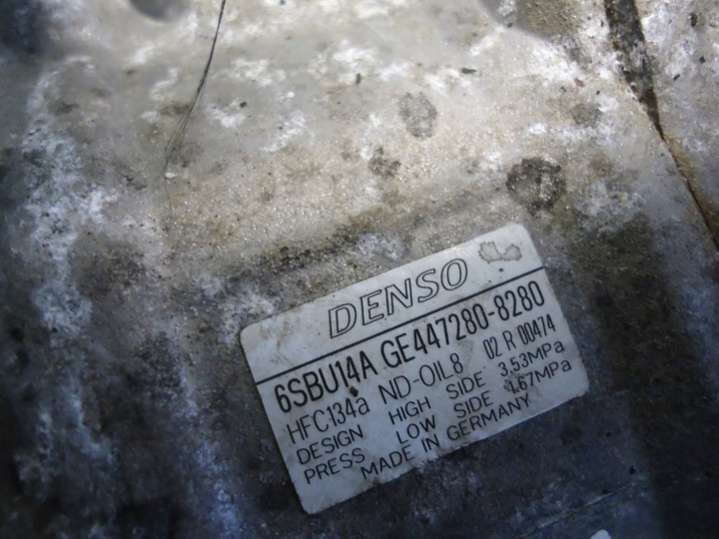 DENSO
6SBU14A GE447280-8280
HFC134a ND-OIL8 02 R 00474
DESIGN HIGH SIDE 3.53MPa
PRESS LOW SIDE 1.67MPa
MADE IN GERMANY